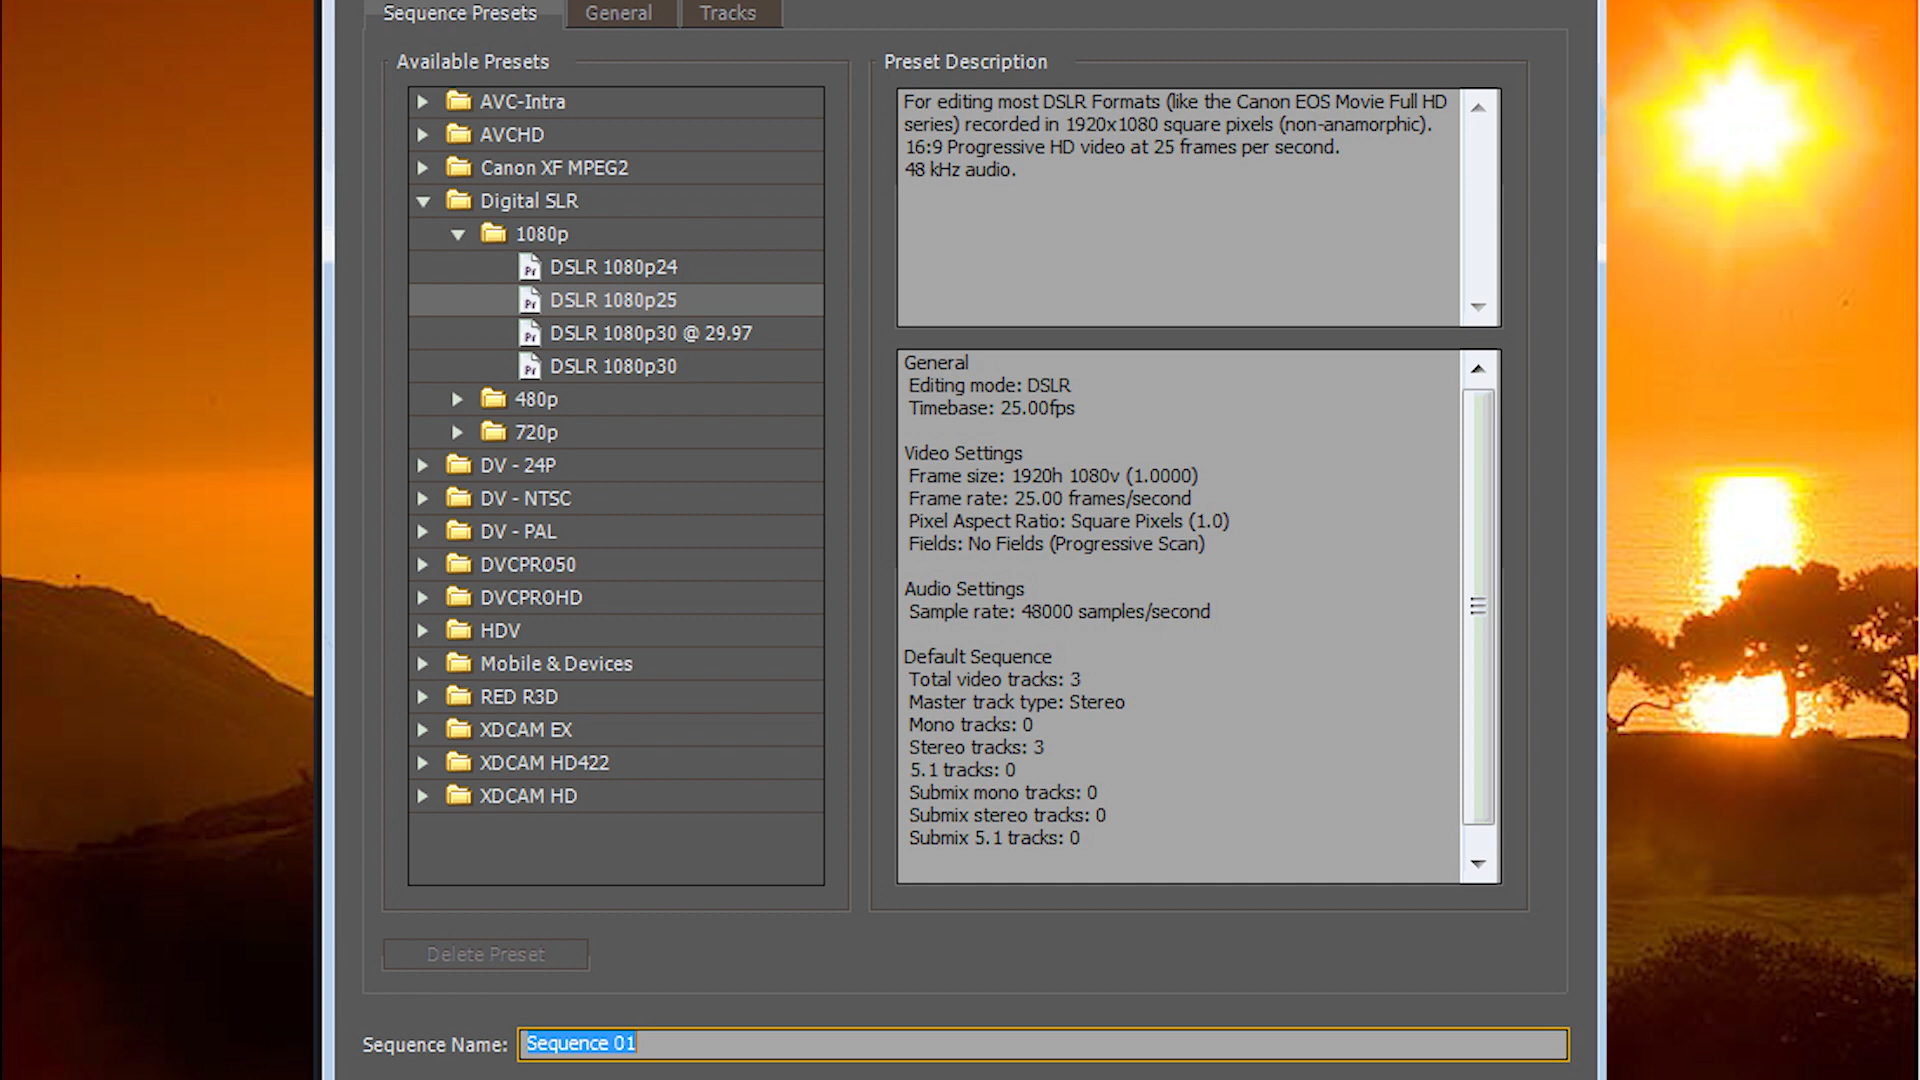 Sequence Presets
General
Tracks
Available Presets
AVC-Intra
AVCHD
Canon XF MPEG2
Digital SLR
1080p
Pr DSLR 1080p24
Pr DSLR 1080p25
Pr DSLR 1080p30 @ 29.97
Pr DSLR 1080p30
480p
720p
DV - 24P
DV - NTSC
DV - PAL
DVCPRO50
DVCPROHD
HDV
Mobile & Devices
RED R3D
XDCAM EX
XDCAM HD422
XDCAM HD
Delete Preset
Preset Description
For editing most DSLR Formats (like the Canon EOS Movie Full HD
series) recorded in 1920x1080 square pixels (non-anamorphic).
16:9 Progressive HD video at 25 frames per second.
48 kHz audio.
General
Editing mode: DSLR
Timebase: 25.00fps
Video Settings
Frame size: 1920h 1080v (1.0000)
Frame rate: 25.00 frames/second
Pixel Aspect Ratio: Square Pixels (1.0)
Fields: No Fields (Progressive Scan)
Audio Settings
Sample rate: 48000 samples/second
Default Sequence
Total video tracks: 3
Master track type: Stereo
Mono tracks: 0
Stereo tracks: 3
5.1 tracks: 0
Submix mono tracks: 0
Submix stereo tracks: 0
Submix 5.1 tracks: 0
Sequence Name: Sequence 01